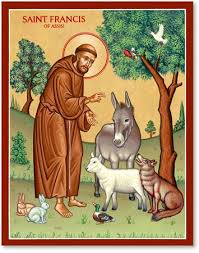 SAINT FRANCIS
OF ASSISI